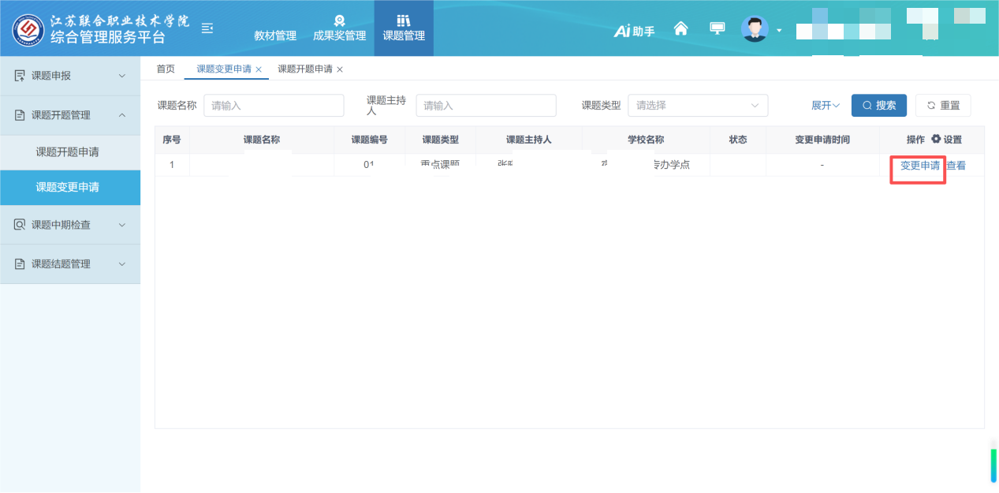 江苏联合职业技术学院
综合管理服务平台
教材管理
成果奖管理
课题管理
Ai助手
课题申报
课题开题管理
课题开题申请
课题变更申请
课题中期检查
课题结题管理
首页 课题变更申请 × 课题开题申请 ×
课题名称 请输入 课题主持人 请输入 课题类型 请选择 展开 搜索 重置
序号 课题名称 课题编号 课题类型 课题主持人 学校名称 状态 变更申请时间 操作 设置
1 01 重点课题 专办学点 - 变更申请 查看